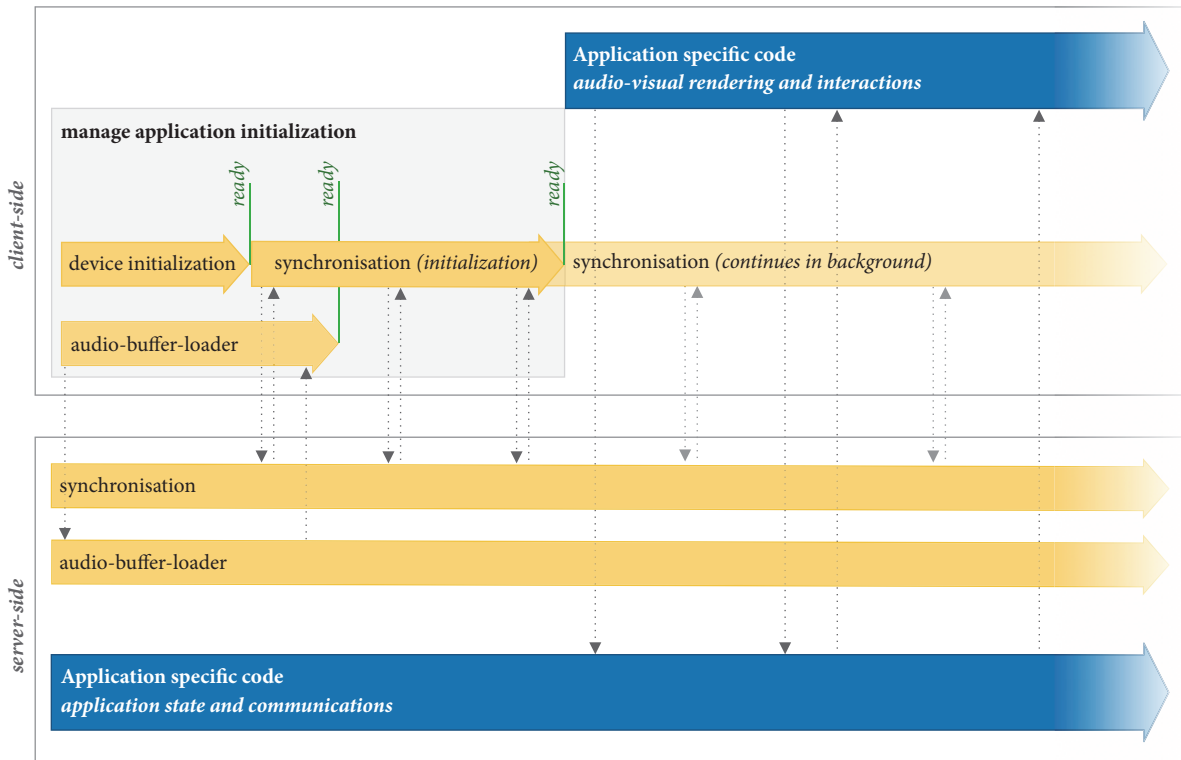 Application specific code
audio-visual rendering and interactions
manage application initialization
ready
ready
ready
client-side
device initialization
synchronisation (initialization)
synchronisation (continues in background)
audio-buffer-loader
synchronisation
audio-buffer-loader
server-side
Application specific code
application state and communications